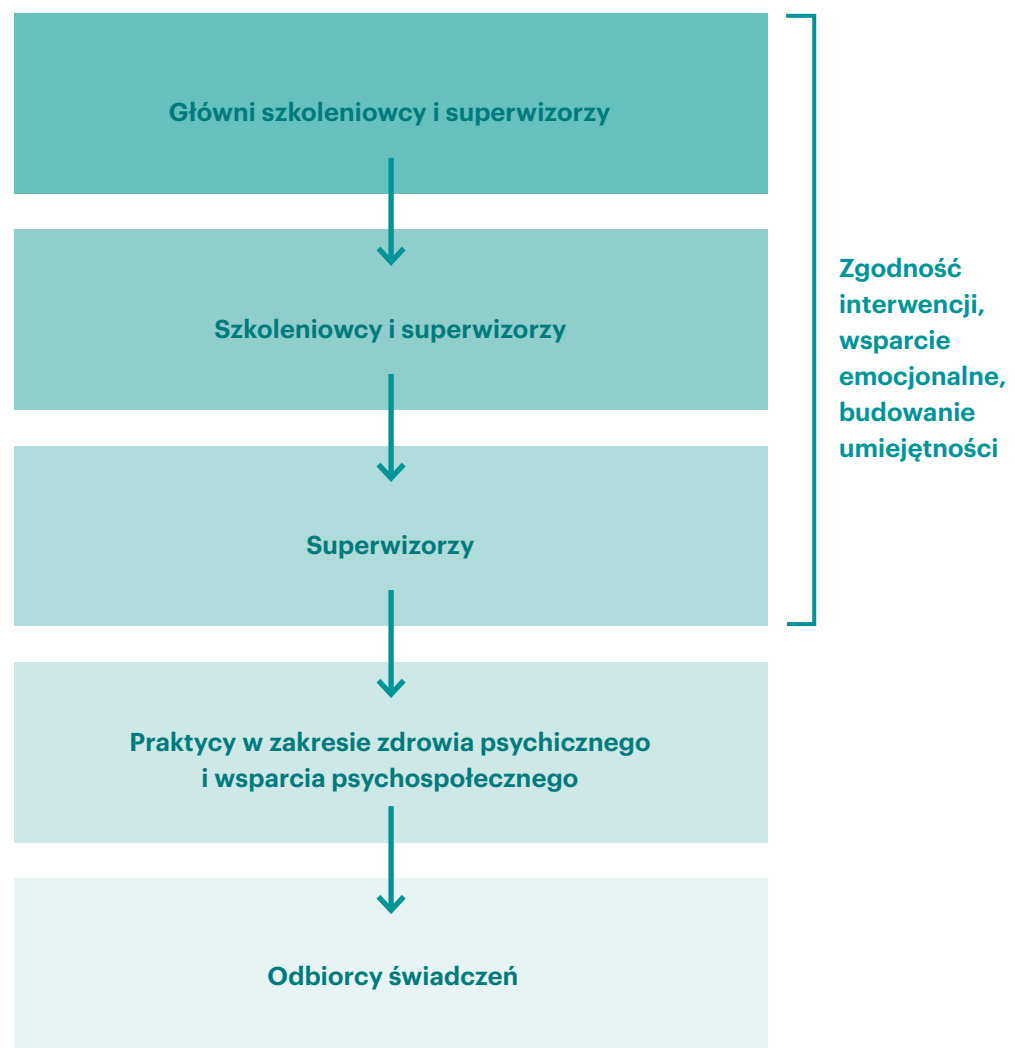 Główni szkoleniowcy i superwizorzy
Szkoleniowcy i superwizorzy
Superwizorzy
Praktycy w zakresie zdrowia psychicznego
i wsparcia psychospołecznego
Odbiorcy świadczeń
Zgodność
interwencji,
wsparcie
emocjonalne,
budowanie
umiejętności